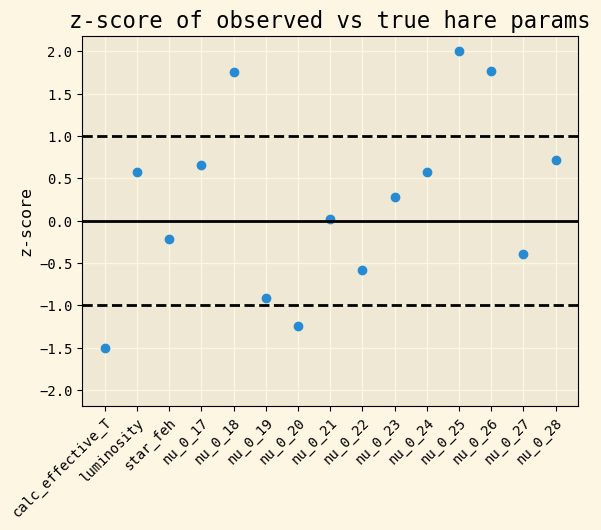 z-score of observed vs true hare params
z-score
2.0
1.5
1.0
0.5
0.0
−0.5
−1.0
−1.5
−2.0
calc_effective_T
luminosity
star_feh
nu_0_17
nu_0_18
nu_0_19
nu_0_20
nu_0_21
nu_0_22
nu_0_23
nu_0_24
nu_0_25
nu_0_26
nu_0_27
nu_0_28